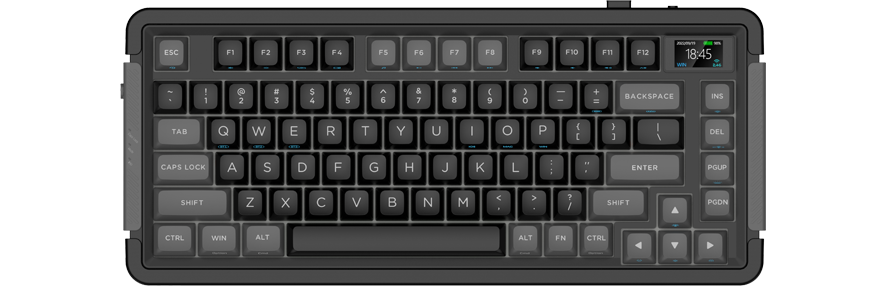 ESC F1 F2 F3 F4 F5 F6 F7 F8 F9 F10 F11 F12
18:45
WIN
~ ` ! 1 @ 2 # 3 $ 4 % 5 ^ 6 & 7 * 8 ( 9 ) 0 — - + = BACKSPACE INS
TAB Q W E R T Y U I O P { [ } ] | \ DEL
CAPS LOCK A S D F G H J K L : ; " ' ENTER PGUP
SHIFT Z X C V B N M < , > . ? / SHIFT ▲ PGDN
CTRL WIN ALT ALT FN CTRL ◀ ▼ ▶